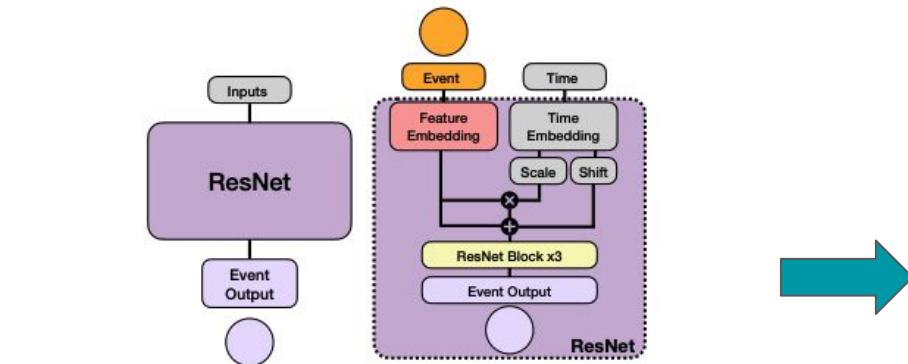 Inputs
ResNet
Event
Output
Event
Time
Feature
Embedding
Time
Embedding
Scale
Shift
×
+
ResNet Block x3
Event Output
ResNet